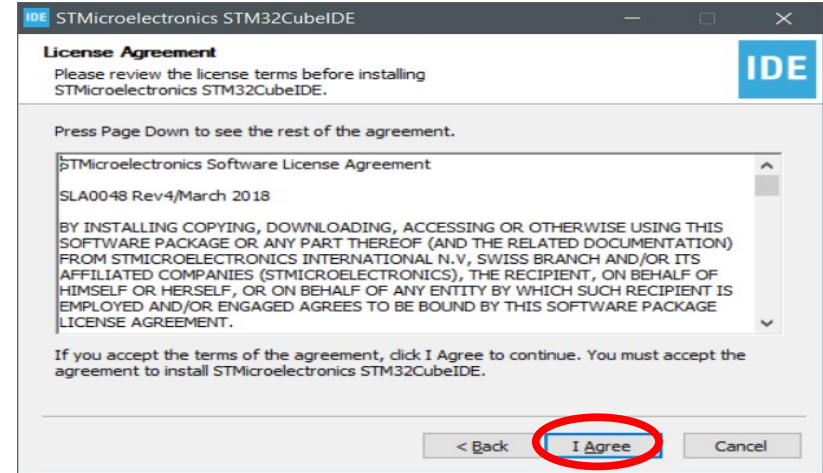 IDE STMicroelectronics STM32CubeIDE
License Agreement
Please review the license terms before installing
STMicroelectronics STM32CubeIDE.
IDE
Press Page Down to see the rest of the agreement.
STMicroelectronics Software License Agreement
SLA0048 Rev4/March 2018
BY INSTALLING COPYING, DOWNLOADING, ACCESSING OR OTHERWISE USING THIS
SOFTWARE PACKAGE OR ANY PART THEREOF (AND THE RELATED DOCUMENTATION)
FROM STMICROELECTRONICS INTERNATIONAL N.V, SWISS BRANCH AND/OR ITS
AFFILIATED COMPANIES (STMICROELECTRONICS), THE RECIPIENT, ON BEHALF OF
HIMSELF OR HERSELF, OR ON BEHALF OF ANY ENTITY BY WHICH SUCH RECIPIENT IS
EMPLOYED AND/OR ENGAGED AGREES TO BE BOUND BY THIS SOFTWARE PACKAGE
LICENSE AGREEMENT.
If you accept the terms of the agreement, click I Agree to continue. You must accept the
agreement to install STMicroelectronics STM32CubeIDE.
< Back I Agree Cancel